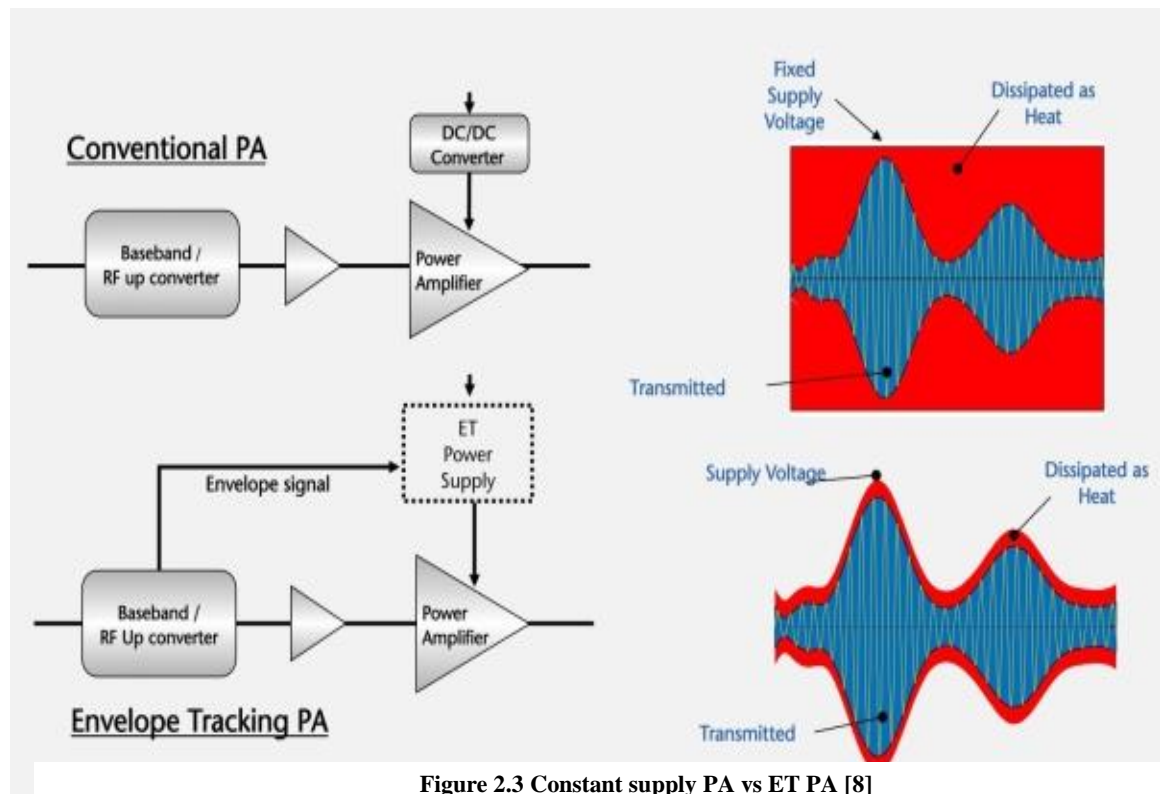 Conventional PA
DC/DC
Converter
Baseband /
RF up converter
Power
Amplifier
Fixed
Supply
Voltage
Dissipated as
Heat
Transmitted
ET
Power
Supply
Envelope signal
Baseband /
RF Up converter
Power
Amplifier
Envelope Tracking PA
Supply Voltage
Dissipated as
Heat
Transmitted
Figure 2.3 Constant supply PA vs ET PA [8]